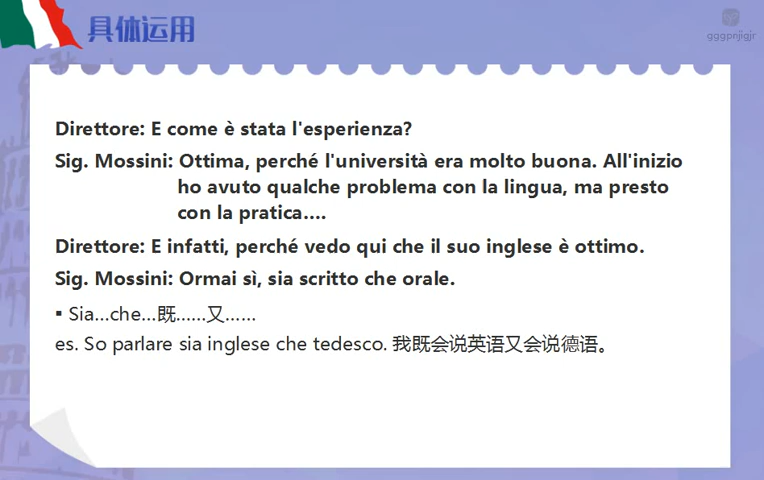 具体运用
gggpnjigjr
Direttore: E come è stata l'esperienza?
Sig. Mossini: Ottima, perché l'università era molto buona. All'inizio
ho avuto qualche problema con la lingua, ma presto
con la pratica....
Direttore: E infatti, perché vedo qui che il suo inglese è ottimo.
Sig. Mossini: Ormai sì, sia scritto che orale.
▪ Sia...che...既......又......
es. So parlare sia inglese che tedesco. 我既会说英语又会说德语。